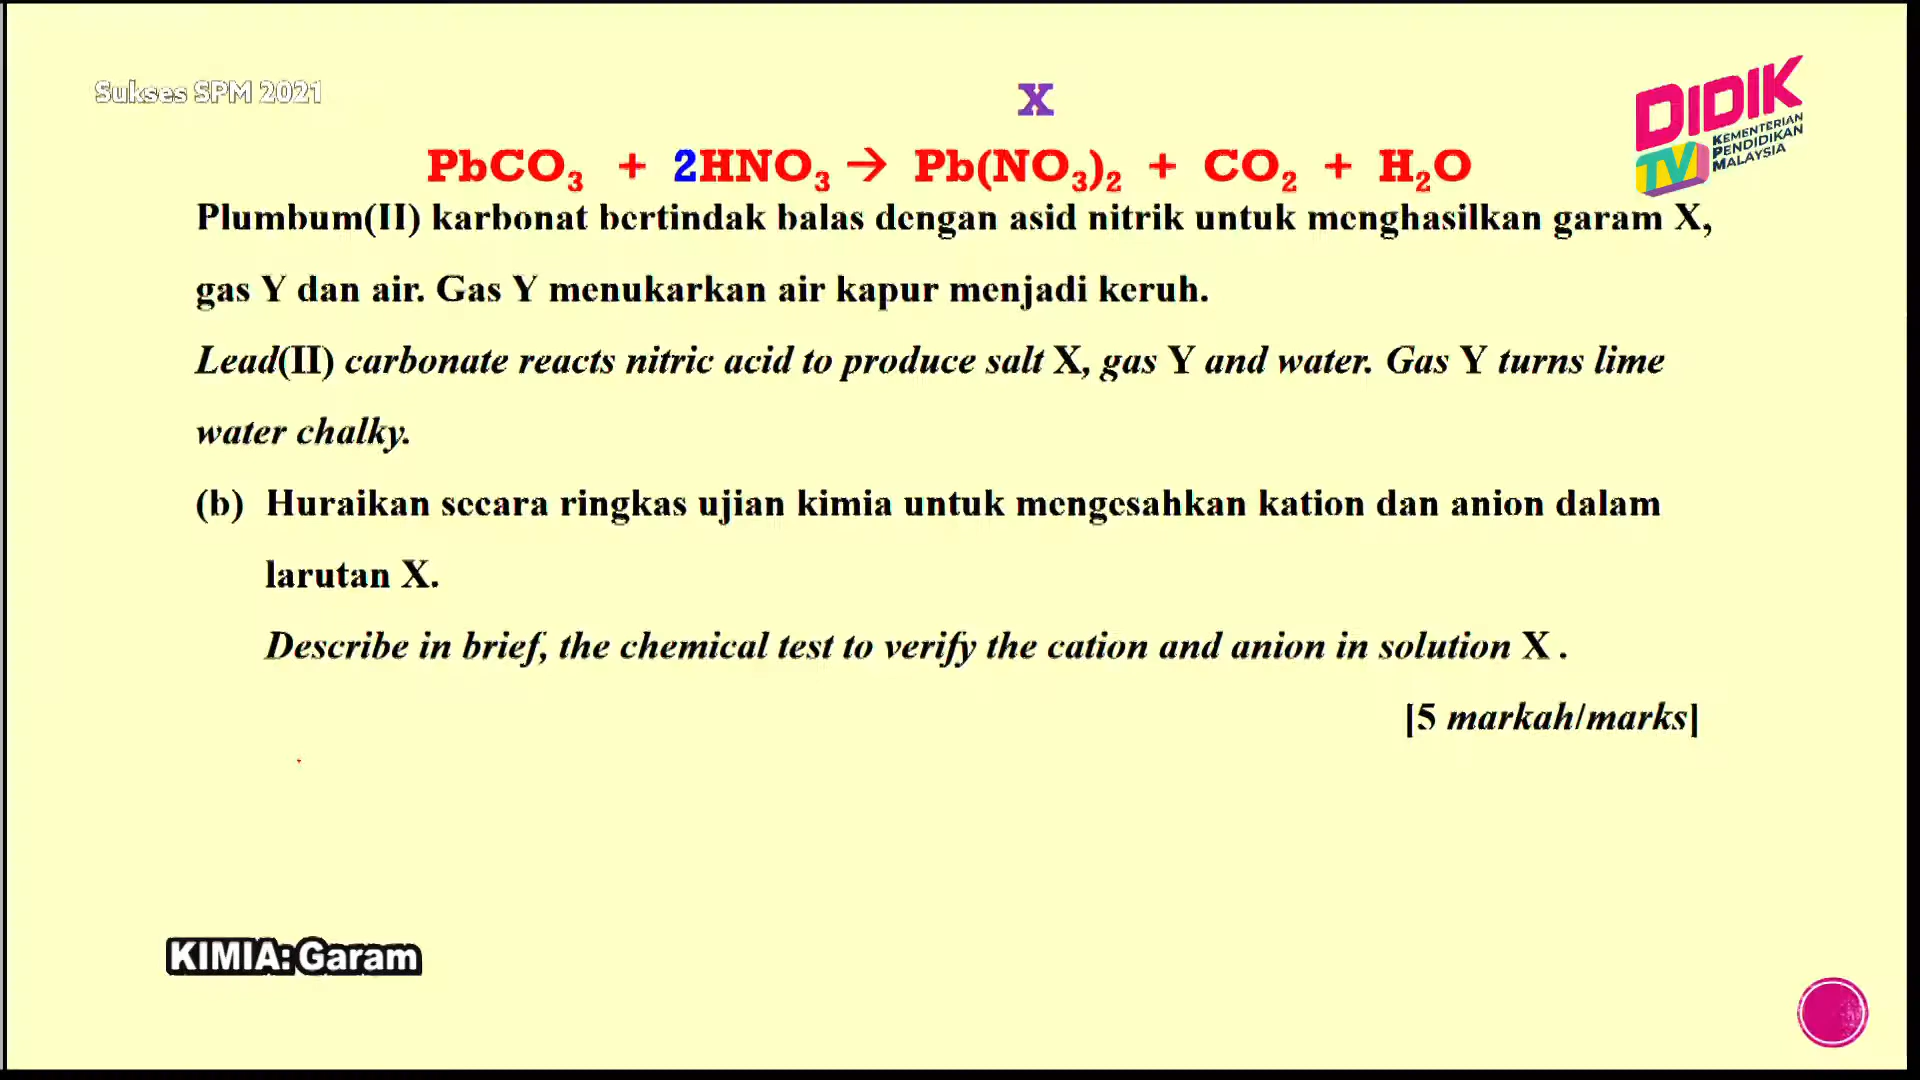 Sukses SPM 2021
X
DIDIK
TV
KEMENTERIAN
PENDIDIKAN
MALAYSIA
PbCO₃ + 2HNO₃ → Pb(NO₃)₂ + CO₂ + H₂O
Plumbum(II) karbonat bertindak balas dengan asid nitrik untuk menghasilkan garam X,
gas Y dan air. Gas Y menukarkan air kapur menjadi keruh.
Lead(II) carbonate reacts nitric acid to produce salt X, gas Y and water. Gas Y turns lime
water chalky.
(b) Huraikan secara ringkas ujian kimia untuk mengesahkan kation dan anion dalam
larutan X.
Describe in brief, the chemical test to verify the cation and anion in solution X .
[5 markah/marks]
KIMIA: Garam